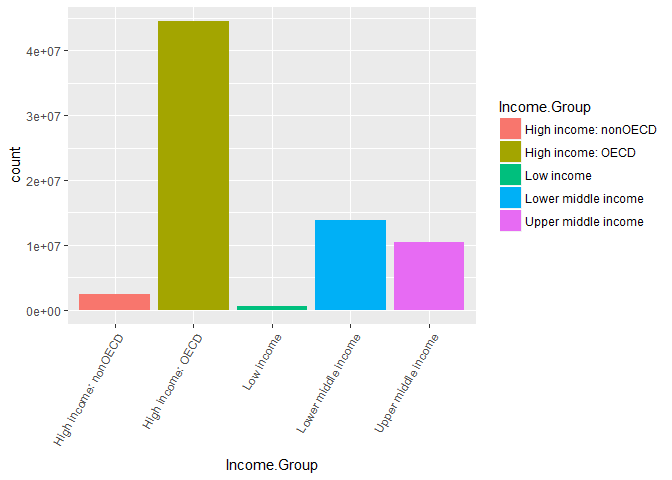 count
4e+07
3e+07
2e+07
1e+07
0e+00
High income: nonOECD
High income: OECD
Low income
Lower middle income
Upper middle income
Income.Group
Income.Group
High income: nonOECD
High income: OECD
Low income
Lower middle income
Upper middle income